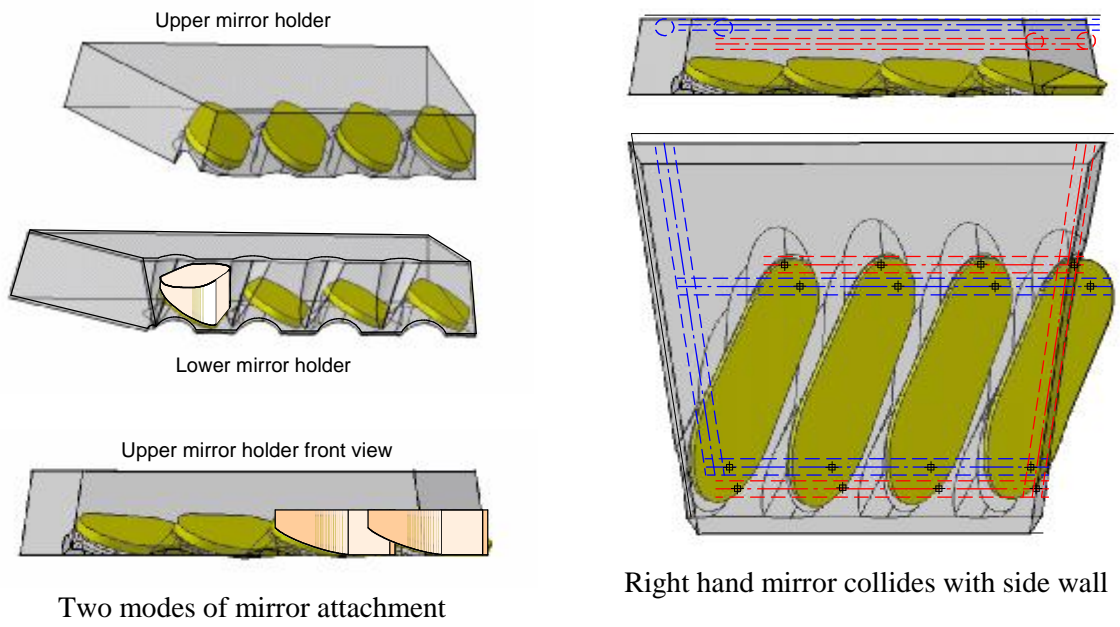 Upper mirror holder
Lower mirror holder
Upper mirror holder front view
Two modes of mirror attachment
Right hand mirror collides with side wall